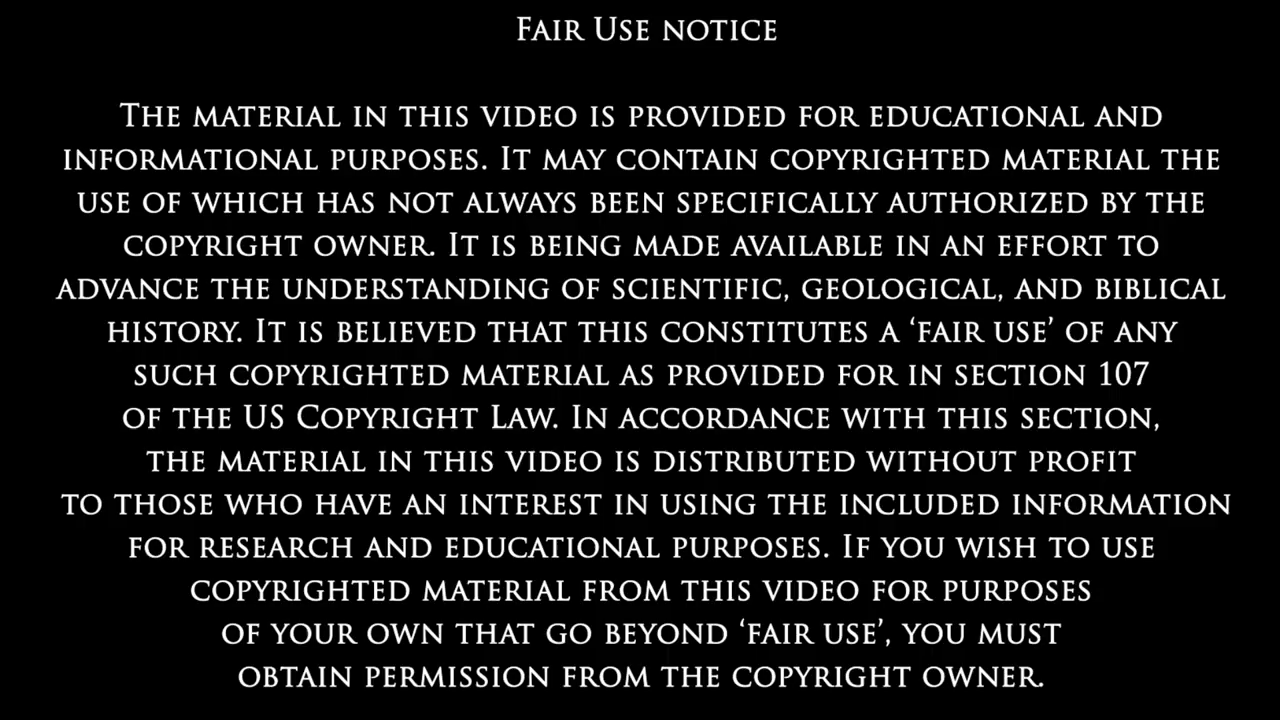 Fair Use notice
The material in this video is provided for educational and
informational purposes. It may contain copyrighted material the
use of which has not always been specifically authorized by the
copyright owner. It is being made available in an effort to
advance the understanding of scientific, geological, and biblical
history. It is believed that this constitutes a ‘fair use’ of any
such copyrighted material as provided for in section 107
of the US Copyright Law. In accordance with this section,
the material in this video is distributed without profit
to those who have an interest in using the included information
for research and educational purposes. If you wish to use
copyrighted material from this video for purposes
of your own that go beyond ‘fair use’, you must
obtain permission from the copyright owner.